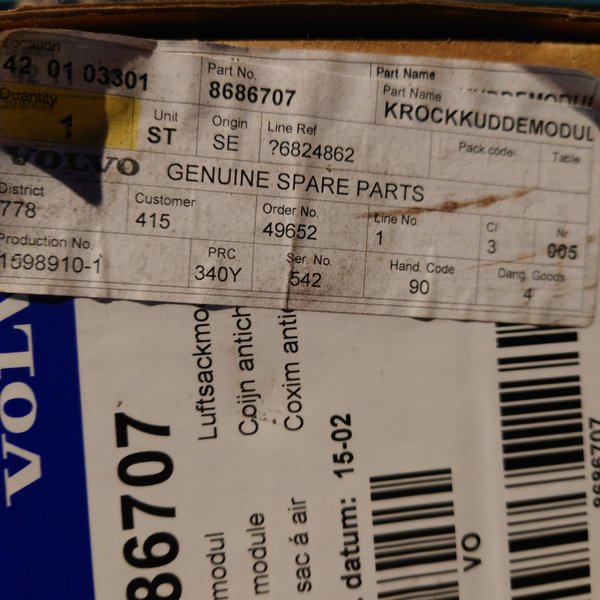 Location
42 01 03301
Part No.
8686707
Part Name
Part Name
KROCKKUDDEMODUL
Quantity
1
Unit
ST
Origin
SE
Line Ref
?6824862
Pack.code
Table
VOLVO GENUINE SPARE PARTS
District
778
Customer
415
Order No.
49652
Line No.
1
CI
3
Nr
005
Production No.
1598910-1
PRC
340Y
Ser. No.
542
Hand. Code
90
Dang. Goods
4
VOLV
86707
Luftsackmo
Coijn antich
Coxim anti
modul
module
sac á air
datum: 15-02
VO
8686707